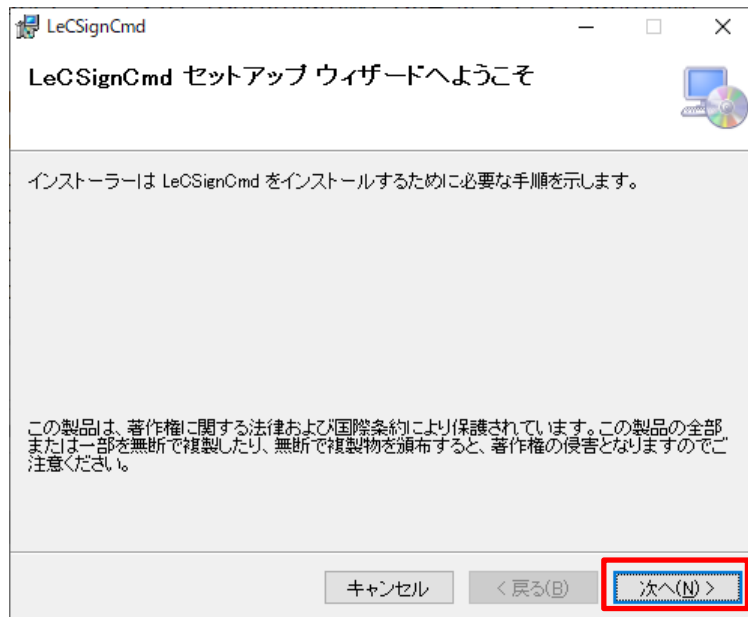 LeCSignCmd
LeCSignCmd セットアップ ウィザードへようこそ
インストーラーは LeCSignCmd をインストールするために必要な手順を示します。
この製品は、著作権に関する法律および国際条約により保護されています。この製品の全部
または一部を無断で複製したり、無断で複製物を頒布すると、著作権の侵害となりますのでご
注意ください。
キャンセル < 戻る(B) 次へ(N) >